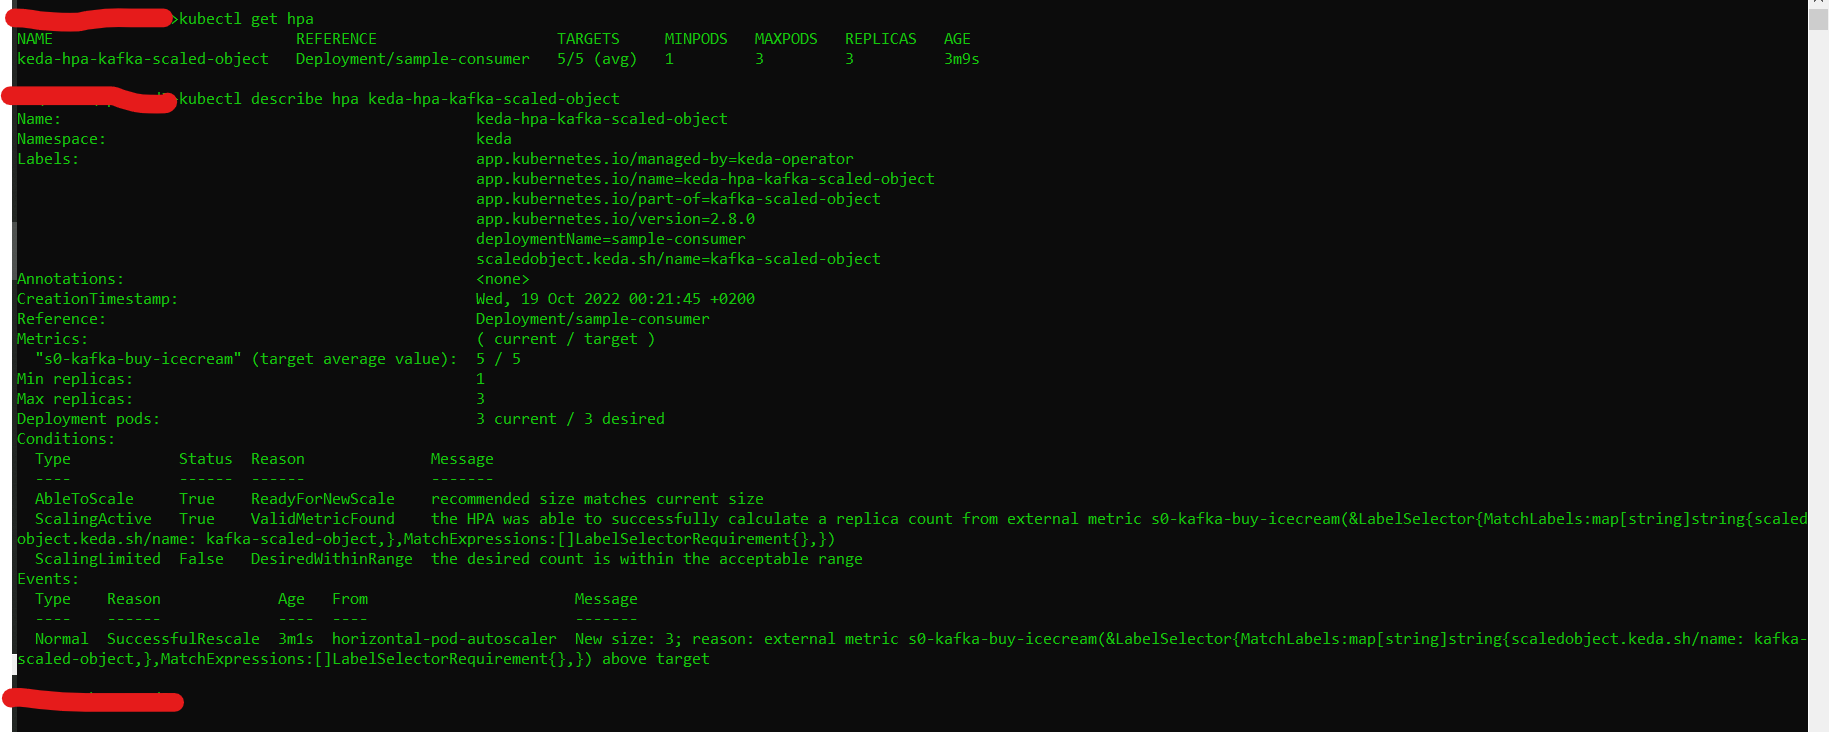 >kubectl get hpa
NAME REFERENCE TARGETS MINPODS MAXPODS REPLICAS AGE
keda-hpa-kafka-scaled-object Deployment/sample-consumer 5/5 (avg) 1 3 3 3m9s
>kubectl describe hpa keda-hpa-kafka-scaled-object
Name: keda-hpa-kafka-scaled-object
Namespace: keda
Labels: app.kubernetes.io/managed-by=keda-operator
app.kubernetes.io/name=keda-hpa-kafka-scaled-object
app.kubernetes.io/part-of=kafka-scaled-object
app.kubernetes.io/version=2.8.0
deploymentName=sample-consumer
scaledobject.keda.sh/name=kafka-scaled-object
Annotations: <none>
CreationTimestamp: Wed, 19 Oct 2022 00:21:45 +0200
Reference: Deployment/sample-consumer
Metrics: ( current / target )
"s0-kafka-buy-icecream" (target average value): 5 / 5
Min replicas: 1
Max replicas: 3
Deployment pods: 3 current / 3 desired
Conditions:
Type Status Reason Message
---- ------ ------ -------
AbleToScale True ReadyForNewScale recommended size matches current size
ScalingActive True ValidMetricFound the HPA was able to successfully calculate a replica count from external metric s0-kafka-buy-icecream(&LabelSelector{MatchLabels:map[string]string{scaled
object.keda.sh/name: kafka-scaled-object,},MatchExpressions:[]LabelSelectorRequirement{},})
ScalingLimited False DesiredWithinRange the desired count is within the acceptable range
Events:
Type Reason Age From Message
---- ------ ---- ---- -------
Normal SuccessfulRescale 3m1s horizontal-pod-autoscaler New size: 3; reason: external metric s0-kafka-buy-icecream(&LabelSelector{MatchLabels:map[string]string{scaledobject.keda.sh/name: kafka-
scaled-object,},MatchExpressions:[]LabelSelectorRequirement{},}) above target